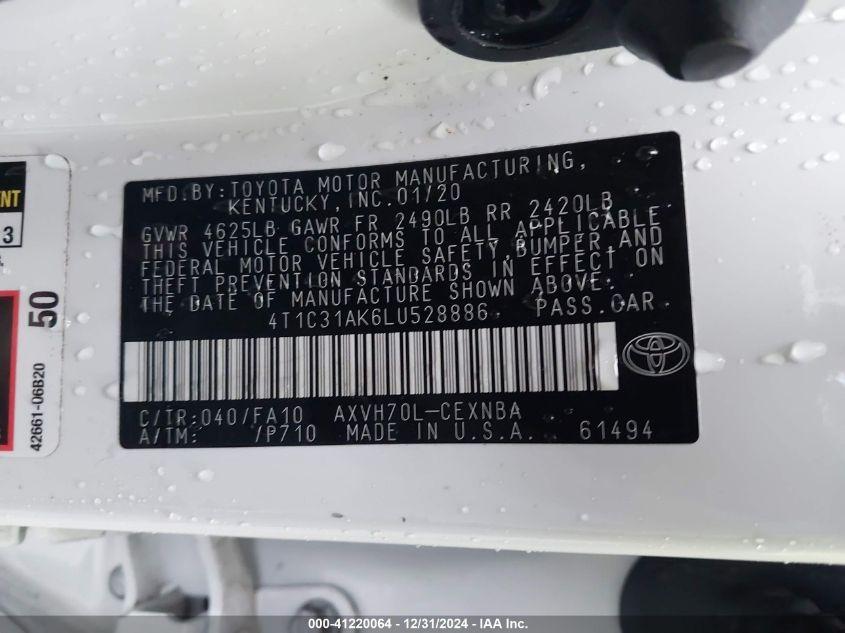 MFD.BY:TOYOTA MOTOR MANUFACTURING,
KENTUCKY,INC.01/20
GVWR 4625LB GAWR FR 2490LB RR 2420LB
THIS VEHICLE CONFORMS TO ALL APPLICABLE
FEDERAL MOTOR VEHICLE SAFETY,BUMPER,AND
THEFT PREVENTION STANDARDS IN EFFECT ON
THE DATE OF MANUFACTURE SHOWN ABOVE.
4T1C31AK6LU528886 PASS.CAR
C/TR:040/FA10 AXVH70L-CEXNBA
A/TM: /P710 MADE IN U.S.A. 61494
3
50
42661-06B20
000-41220064 - 12/31/2024 - IAA Inc.